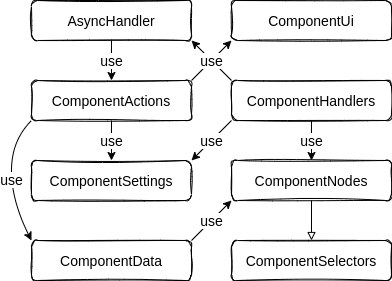 AsyncHandler
ComponentUi
use
use
ComponentActions
ComponentHandlers
use
use
use
use
ComponentSettings
ComponentNodes
use
ComponentData
ComponentSelectors